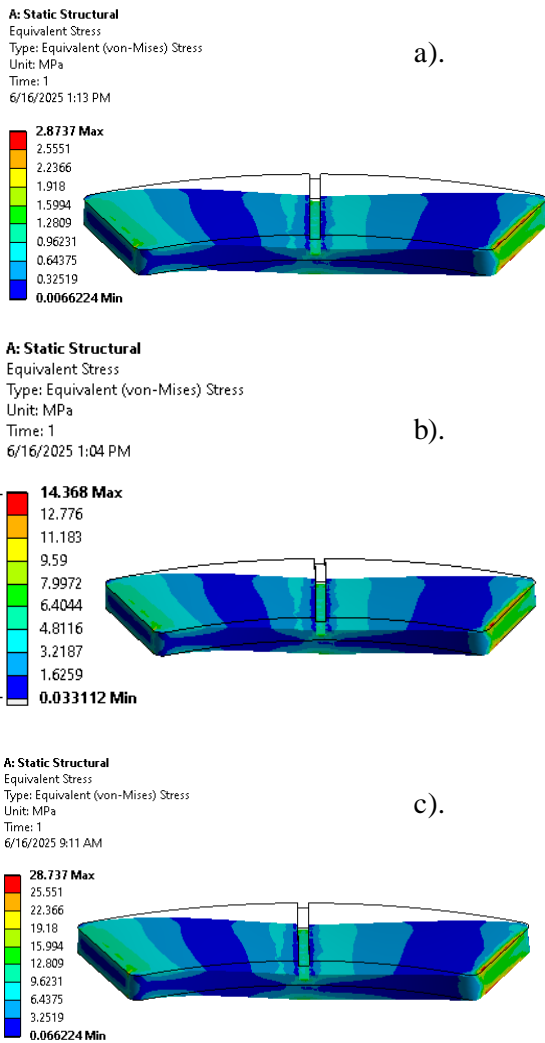 A: Static Structural
Equivalent Stress
Type: Equivalent (von-Mises) Stress
Unit: MPa
Time: 1
6/16/2025 1:13 PM
a).
2.8737 Max
2.5551
2.2366
1.918
1.5994
1.2809
0.96231
0.64375
0.32519
0.0066224 Min
A: Static Structural
Equivalent Stress
Type: Equivalent (von-Mises) Stress
Unit: MPa
Time: 1
6/16/2025 1:04 PM
b).
14.368 Max
12.776
11.183
9.59
7.9972
6.4044
4.8116
3.2187
1.6259
0.033112 Min
A: Static Structural
Equivalent Stress
Type: Equivalent (von-Mises) Stress
Unit: MPa
Time: 1
6/16/2025 9:11 AM
c).
28.737 Max
25.551
22.366
19.18
15.994
12.809
9.6231
6.4375
3.2519
0.066224 Min